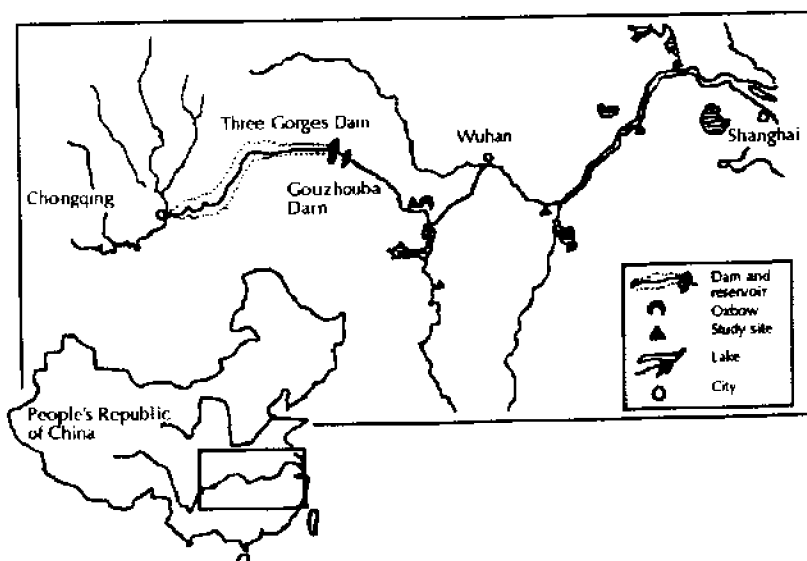 Three Gorges Dam
Wuhan
Shanghai
Chongqing
Gouzhouba
Darn
Dam and
reservoir
Oxbow
Study site
Lake
City
People's Republic
of China